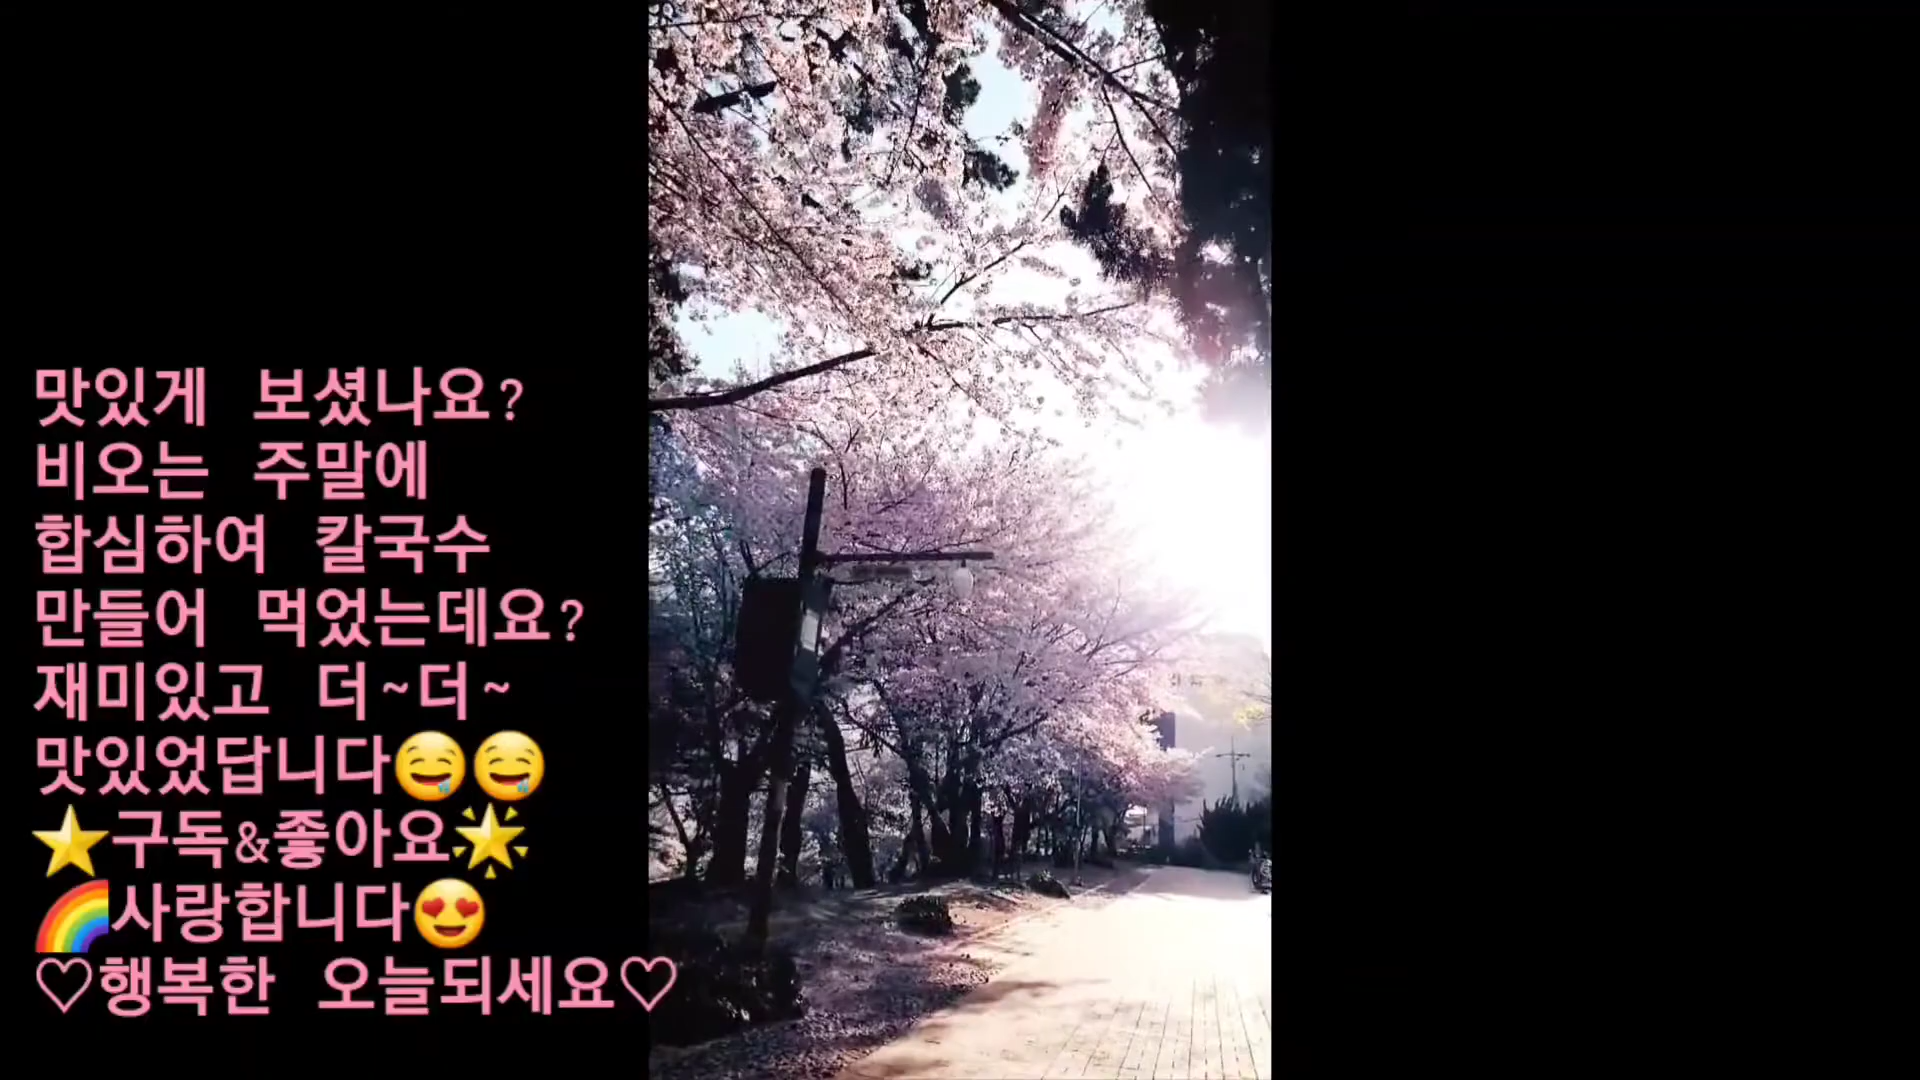 맛있게 보셨나요?
비오는 주말에
합심하여 칼국수
만들어 먹었는데요?
재미있고 더~더~
맛있었답니다🤤🤤
⭐구독&좋아요🌟
🌈사랑합니다😍
♡행복한 오늘되세요♡